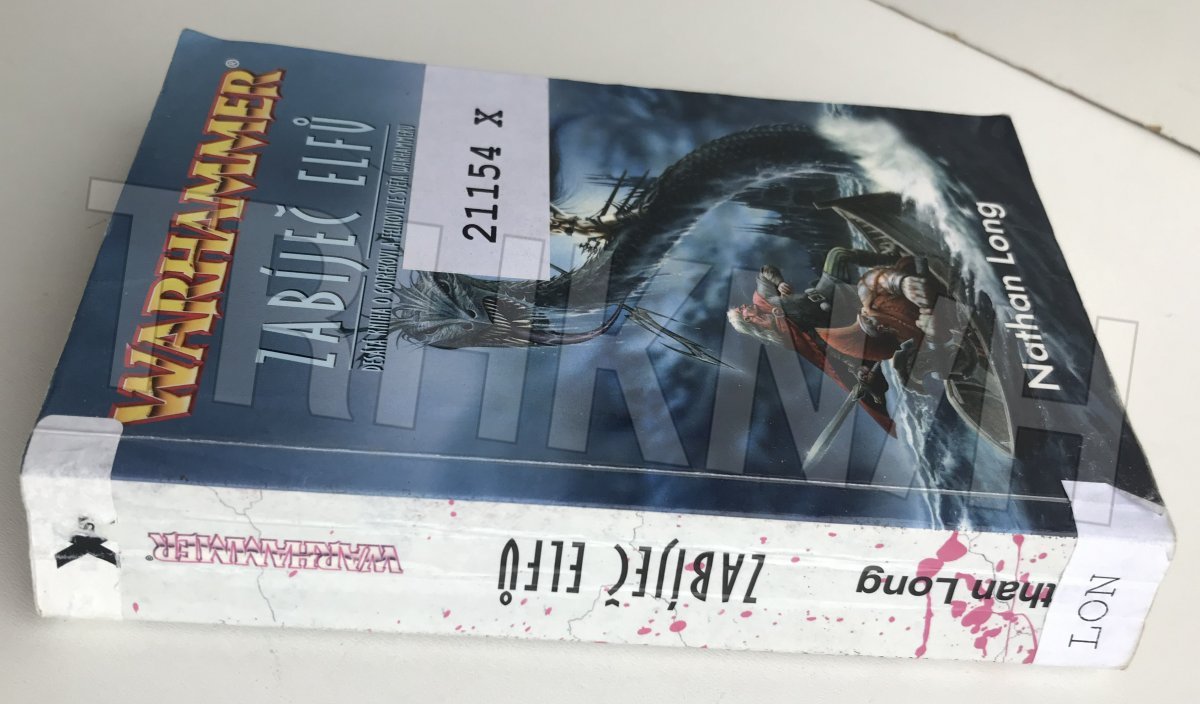 WARHAMMER®
ZABÍJEČ ELFŮ
DESÁTÁ KNIHA O GOTREKOVI A FELIXOVI ZE SVĚTA WARHAMMERU
21154 X
Nathan Long
WARHAMMER®
ZABÍJEČ ELFŮ
than Long
LON